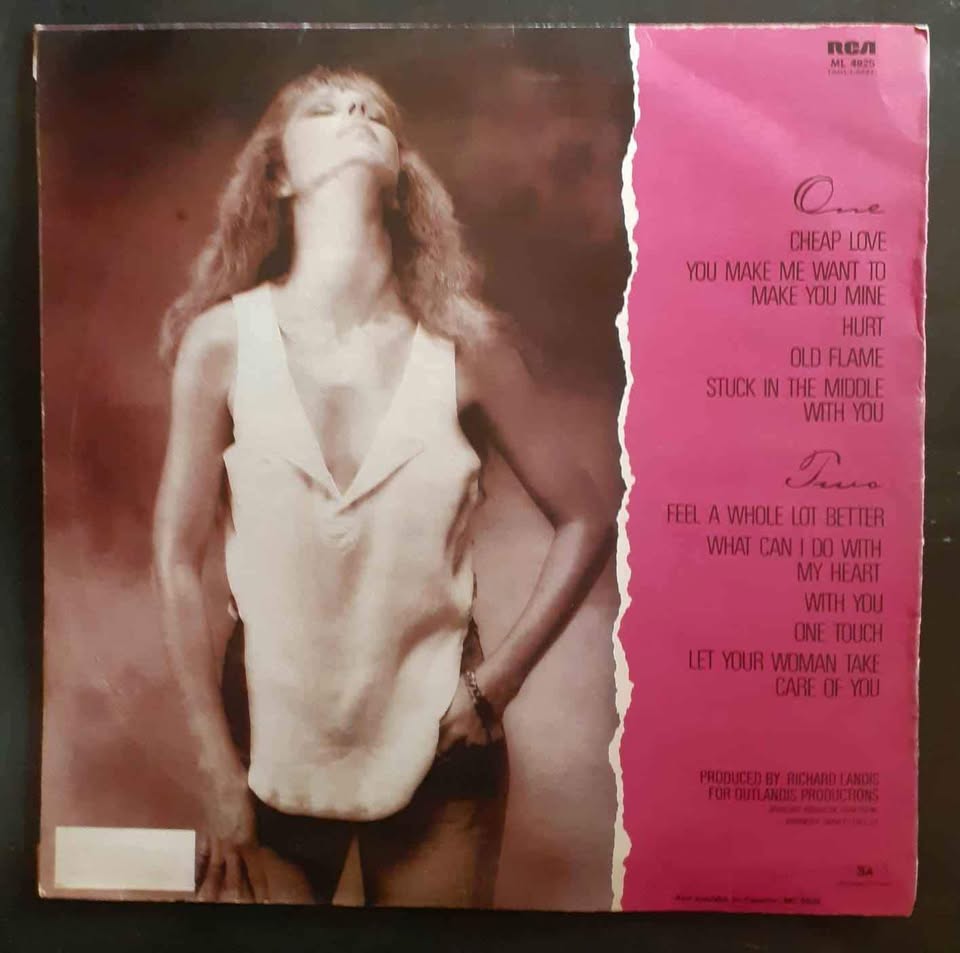 RCA
ML 4925
One
CHEAP LOVE
YOU MAKE ME WANT TO
MAKE YOU MINE
HURT
OLD FLAME
STUCK IN THE MIDDLE
WITH YOU
Two
FEEL A WHOLE LOT BETTER
WHAT CAN I DO WITH
MY HEART
WITH YOU
ONE TOUCH
LET YOUR WOMAN TAKE
CARE OF YOU
PRODUCED BY RICHARD LANDIS
FOR OUTLANDIS PRODUCTIONS